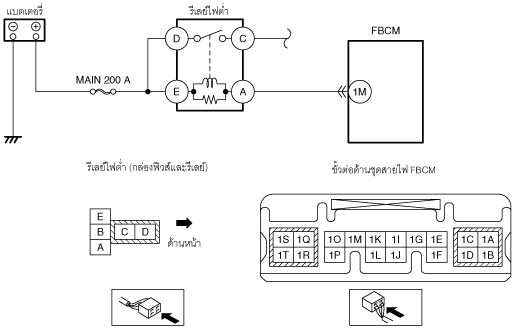 แบตเตอรี่
รีเลย์ไฟต่ำ
FBCM
D
C
MAIN 200 A
E
A
1M
รีเลย์ไฟต่ำ (กล่องฟิวส์และรีเลย์)
ขั้วต่อด้านชุดสายไฟ FBCM
E
B C D
A
ด้านหน้า
1S 1Q 1O 1M 1K 1I 1G 1E 1C 1A
1T 1R 1P 1L 1J 1F 1D 1B